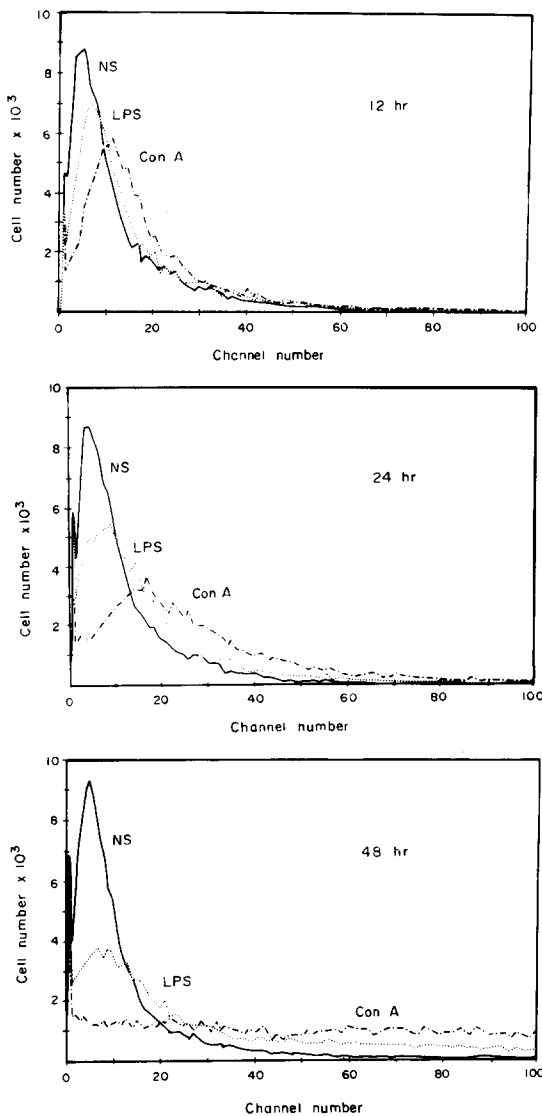 10
NS
8
LPS
12 hr
6
Con A
4
2
Cell number x 10³
0 20 40 60 80 100
Channel number
10
8
NS
24 hr
6
LPS
4
Con A
2
Cell number x10³
0 20 40 60 80 100
Channel number
10
8
NS
48 hr
6
4
LPS
2
Con A
Cell number x 10³
0 20 40 60 80 100
Channel number